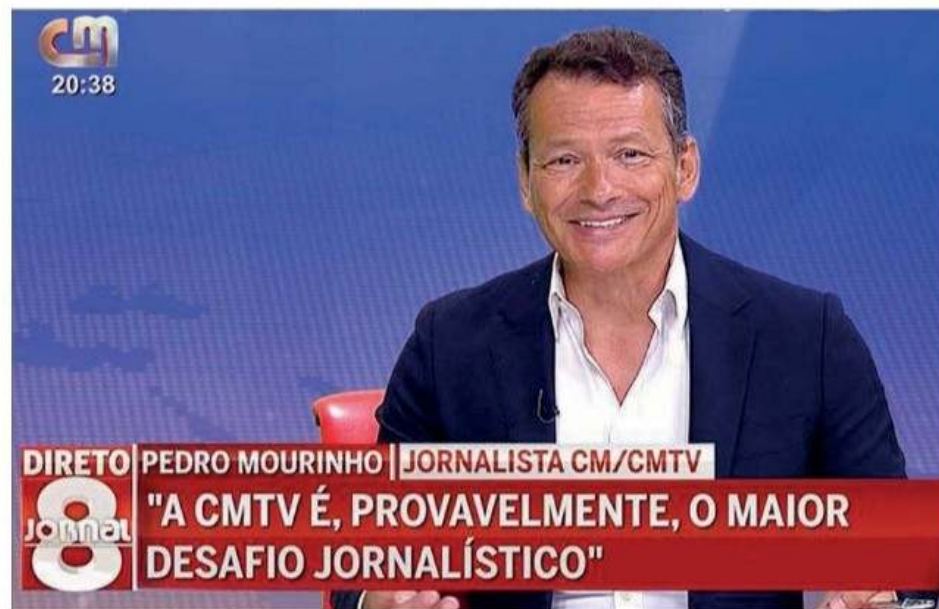 CM
20:38
DIRETO
PEDRO MOURINHO
JORNALISTA CM/CMTV
JORNAL
8
"A CMTV É, PROVAVELMENTE, O MAIOR
DESAFIO JORNALÍSTICO"